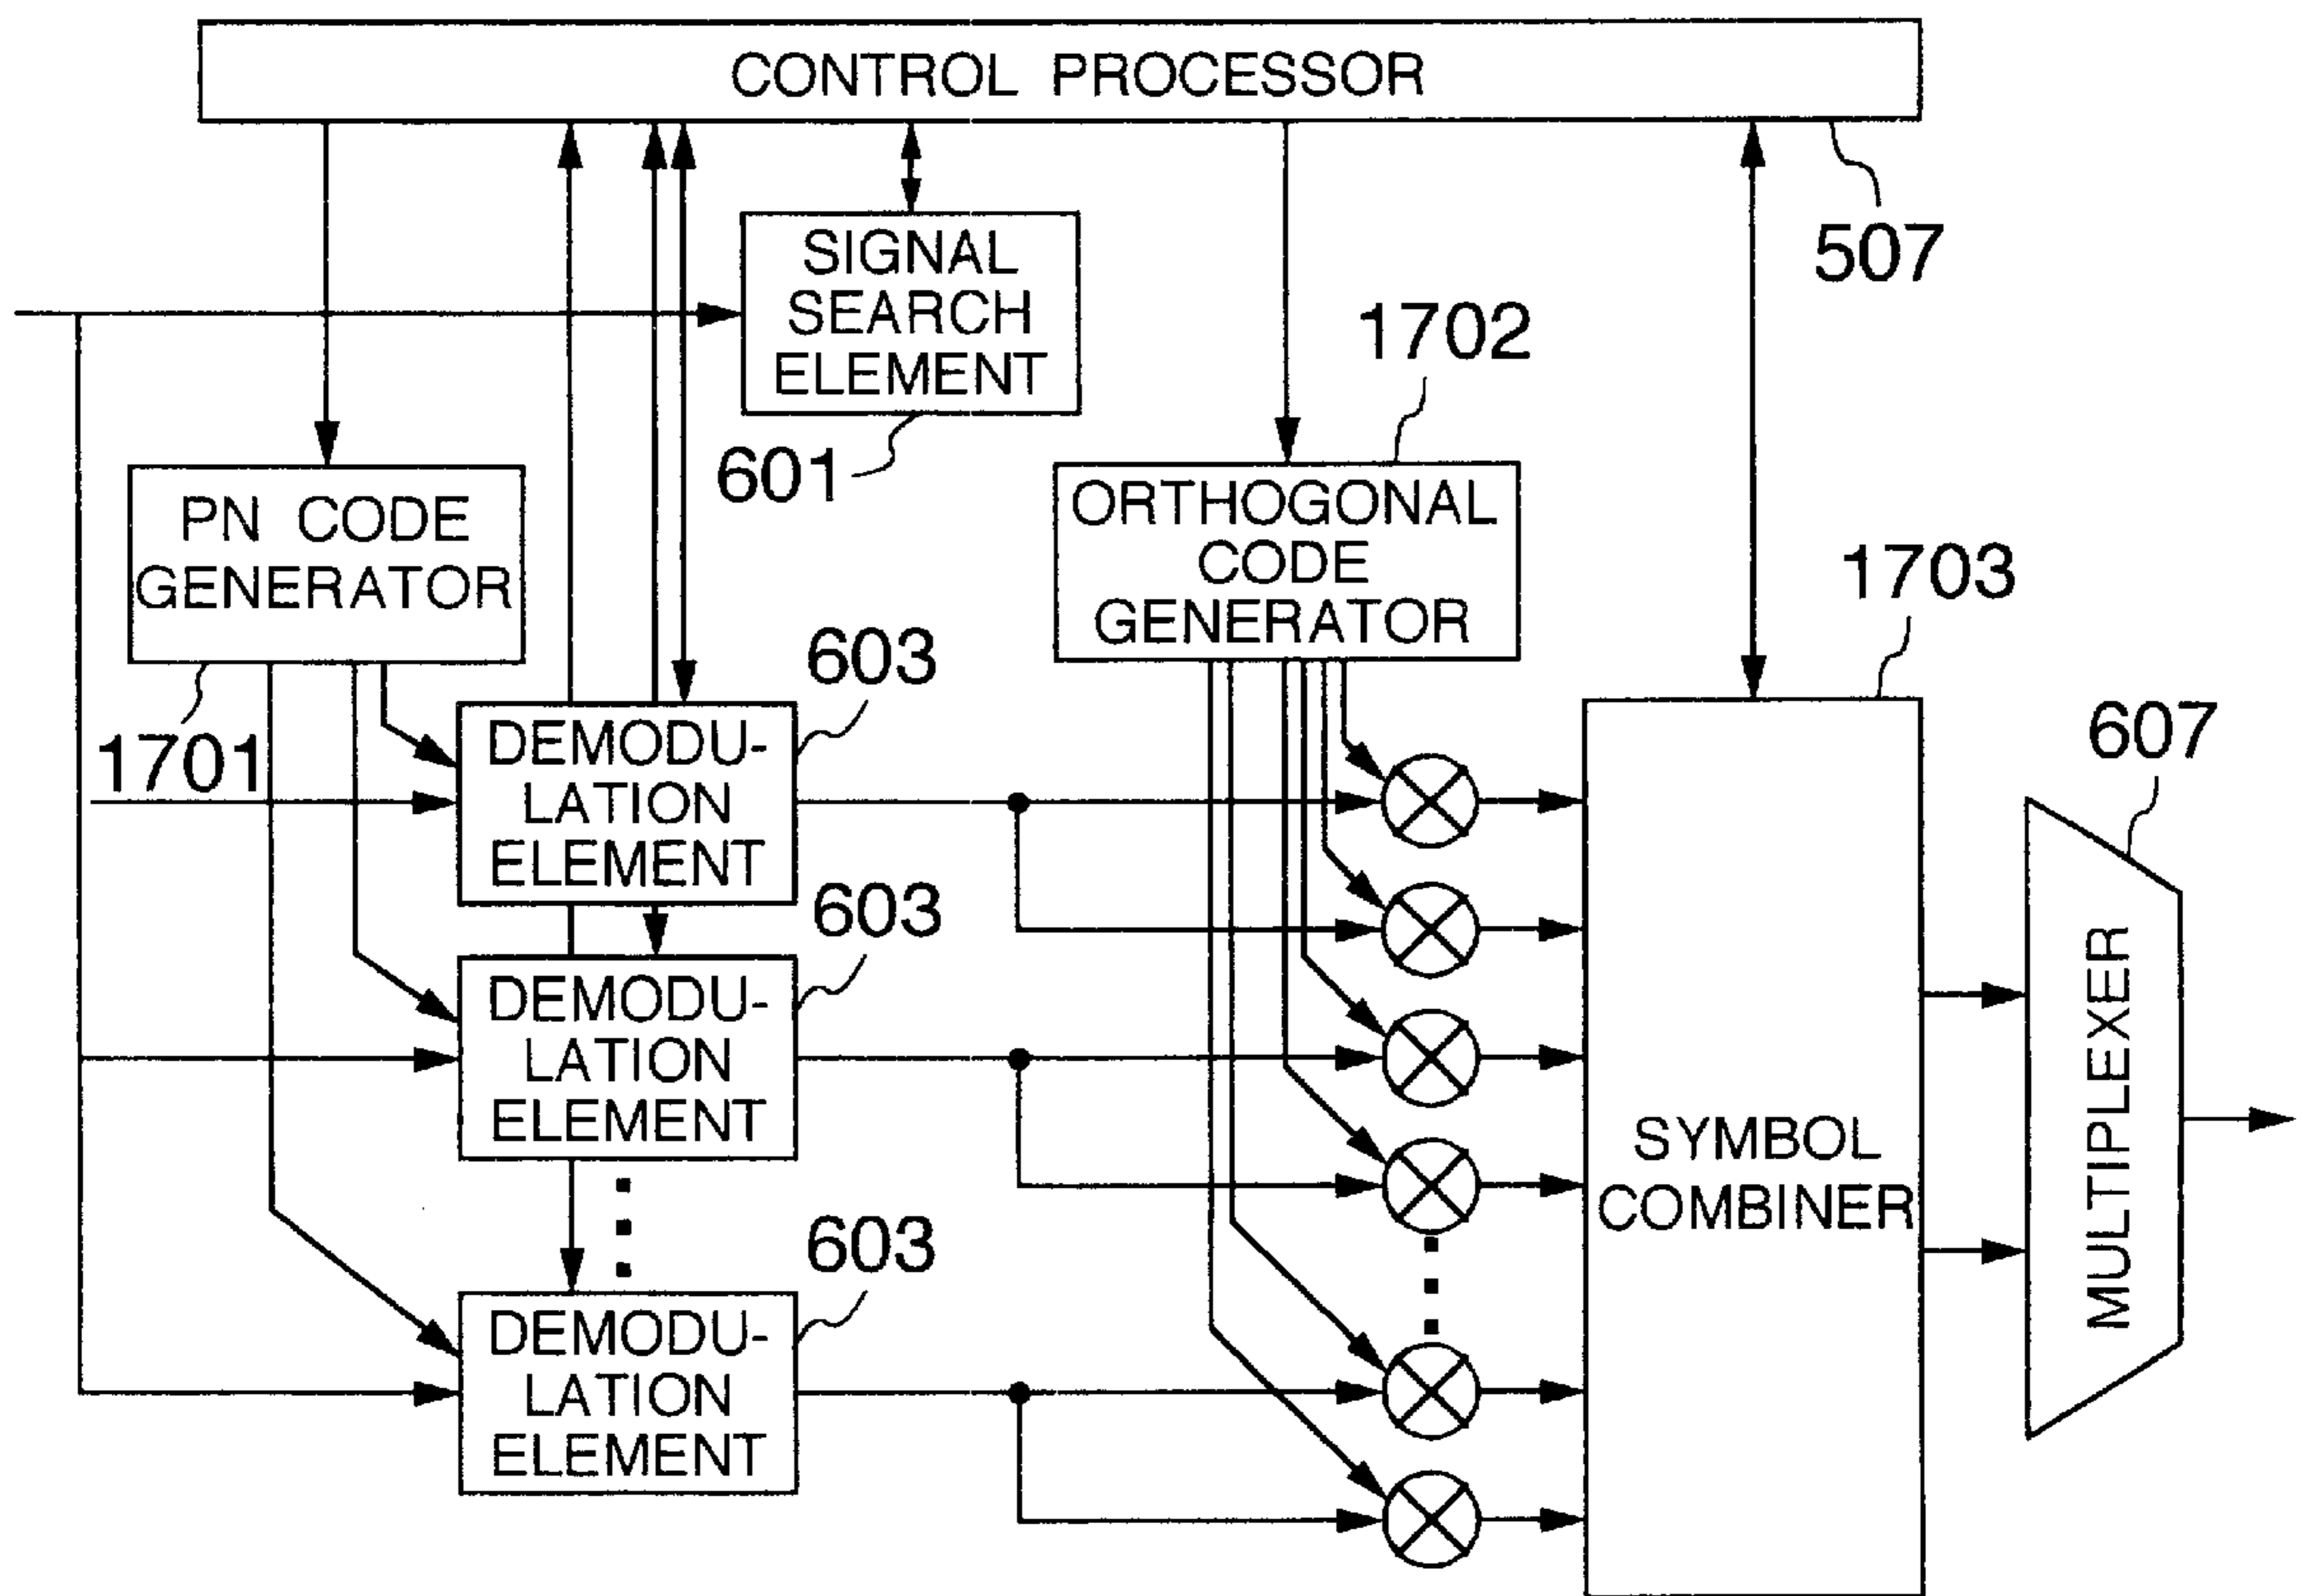 CONTROL PROCESSOR
507
SIGNAL
SEARCH
ELEMENT
601
1702
PN CODE
GENERATOR
1701
ORTHOGONAL
CODE
GENERATOR
1703
603
DEMODU-
LATION
ELEMENT
607
603
DEMODU-
LATION
ELEMENT
603
DEMODU-
LATION
ELEMENT
SYMBOL
COMBINER
MULTIPLEXER